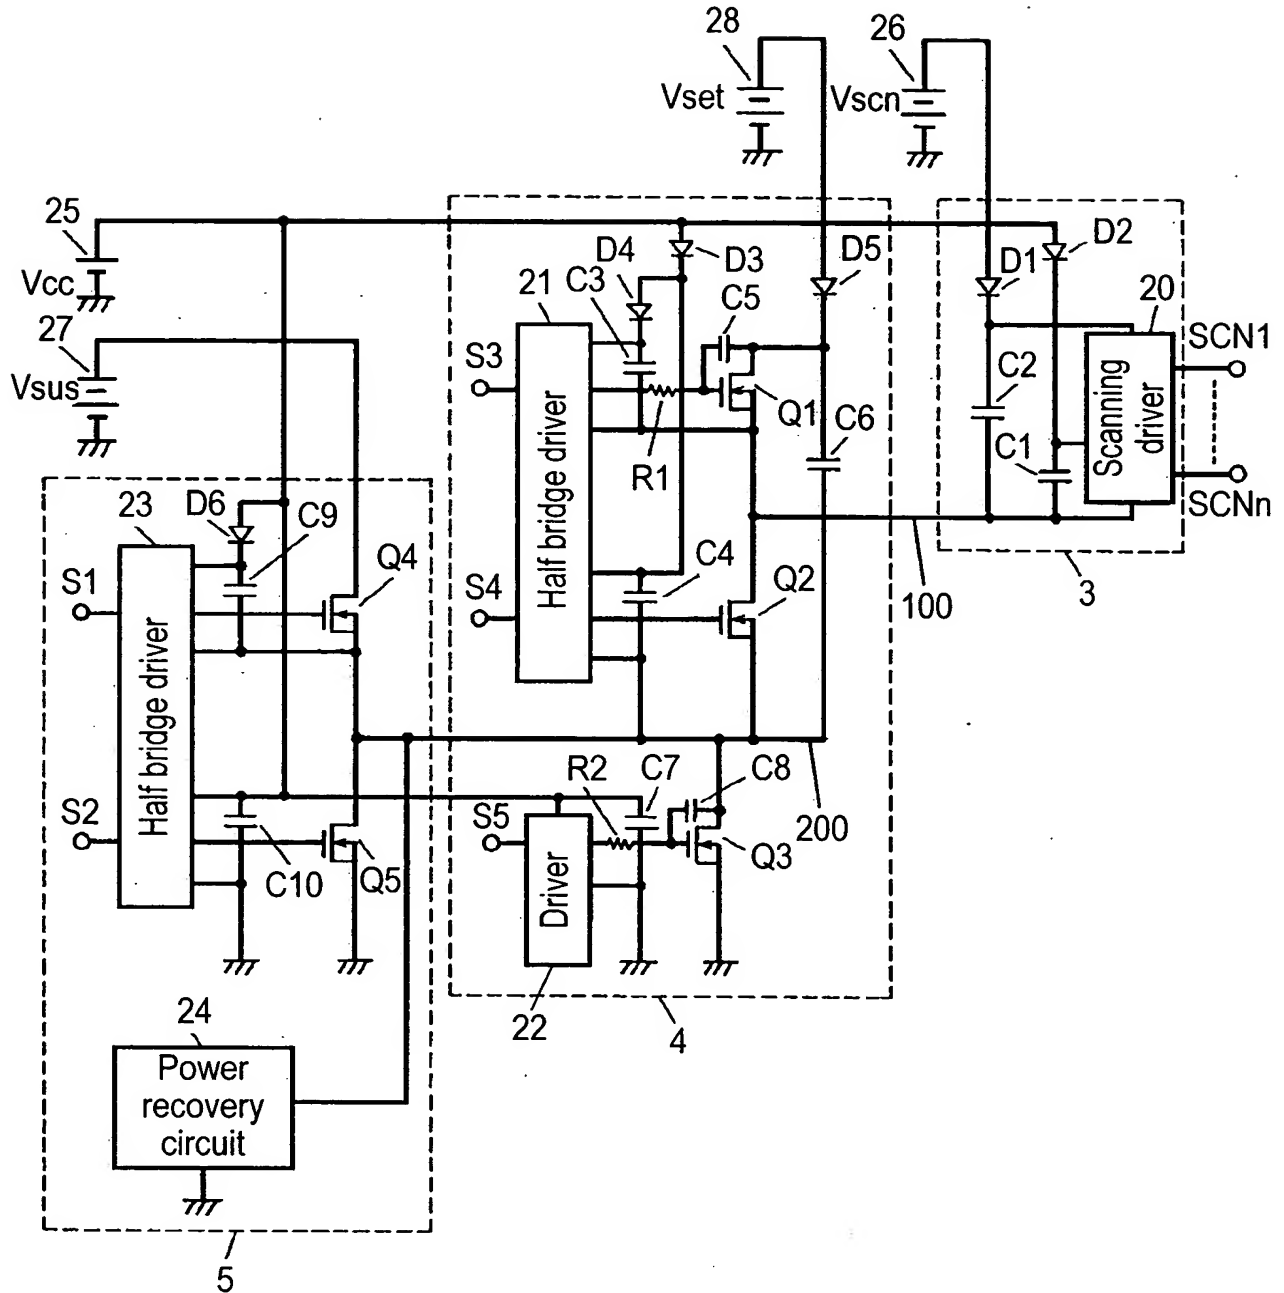 28
26
Vset
Vscn
25
Vcc
27
Vsus
D4
D3
D5
D2
D1
21
C3
C5
20
S3
SCN1
Q1
C2
C6
R1
C1
Half bridge driver
Scanning driver
SCNn
23
D6
C9
S1
Q4
S4
C4
Q2
100
3
Half bridge driver
S2
C10
Q5
S5
R2
C7
C8
Q3
200
Driver
22
4
24
Power
recovery
circuit
5